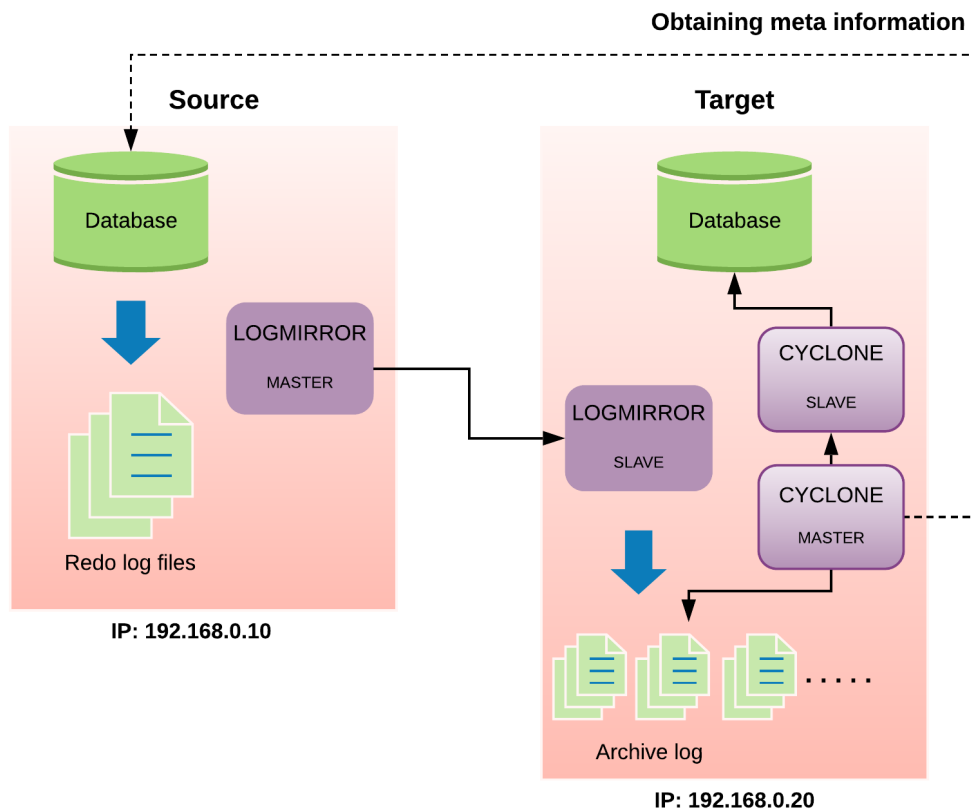 Obtaining meta information
Source
Target
Database
Database
LOGMIRROR
MASTER
CYCLONE
SLAVE
LOGMIRROR
SLAVE
CYCLONE
MASTER
Redo log files
IP: 192.168.0.10
Archive log
IP: 192.168.0.20